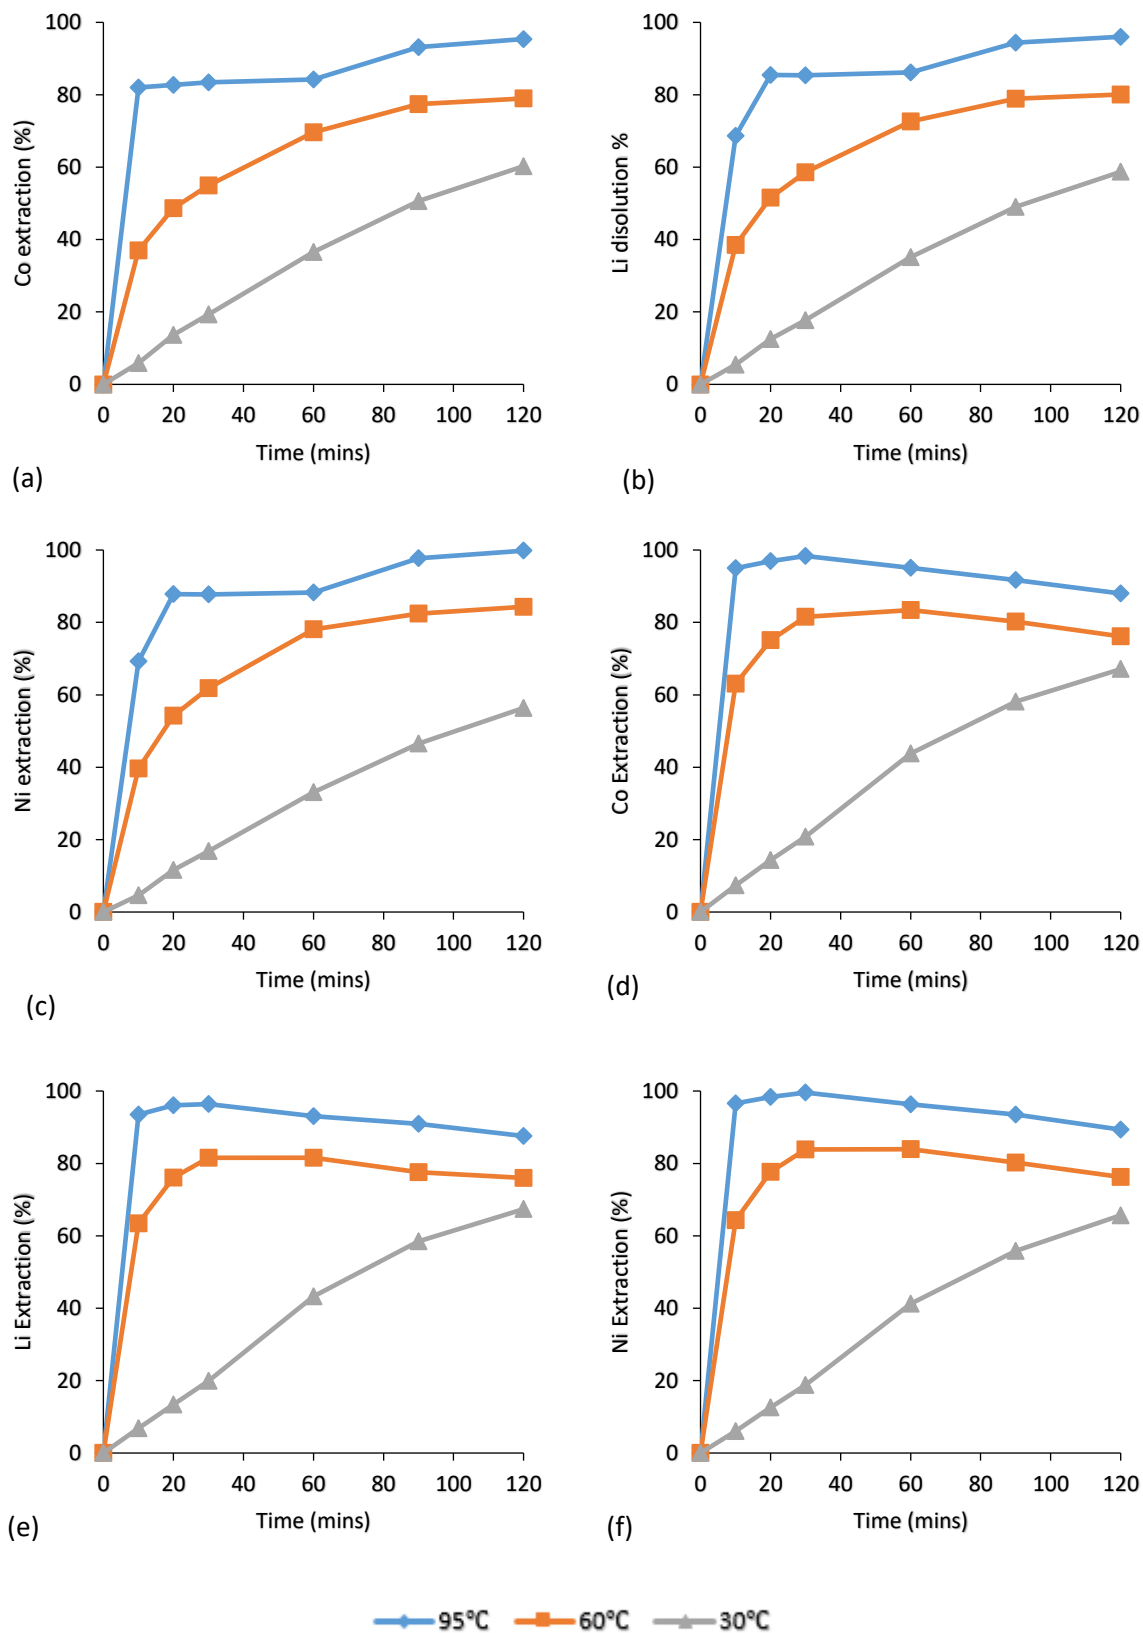 100
80
60
40
20
0
Co extraction (%)
0 20 40 60 80 100 120
Time (mins)
(a)
100
80
60
40
20
0
Li disolution %
0 20 40 60 80 100 120
Time (mins)
(b)
100
80
60
40
20
0
Ni extraction (%)
0 20 40 60 80 100 120
Time (mins)
(c)
100
80
60
40
20
0
Co Extraction (%)
0 20 40 60 80 100 120
Time (mins)
(d)
100
80
60
40
20
0
Li Extraction (%)
0 20 40 60 80 100 120
Time (mins)
(e)
100
80
60
40
20
0
Ni Extraction (%)
0 20 40 60 80 100 120
Time (mins)
(f)
95°C 60°C 30°C